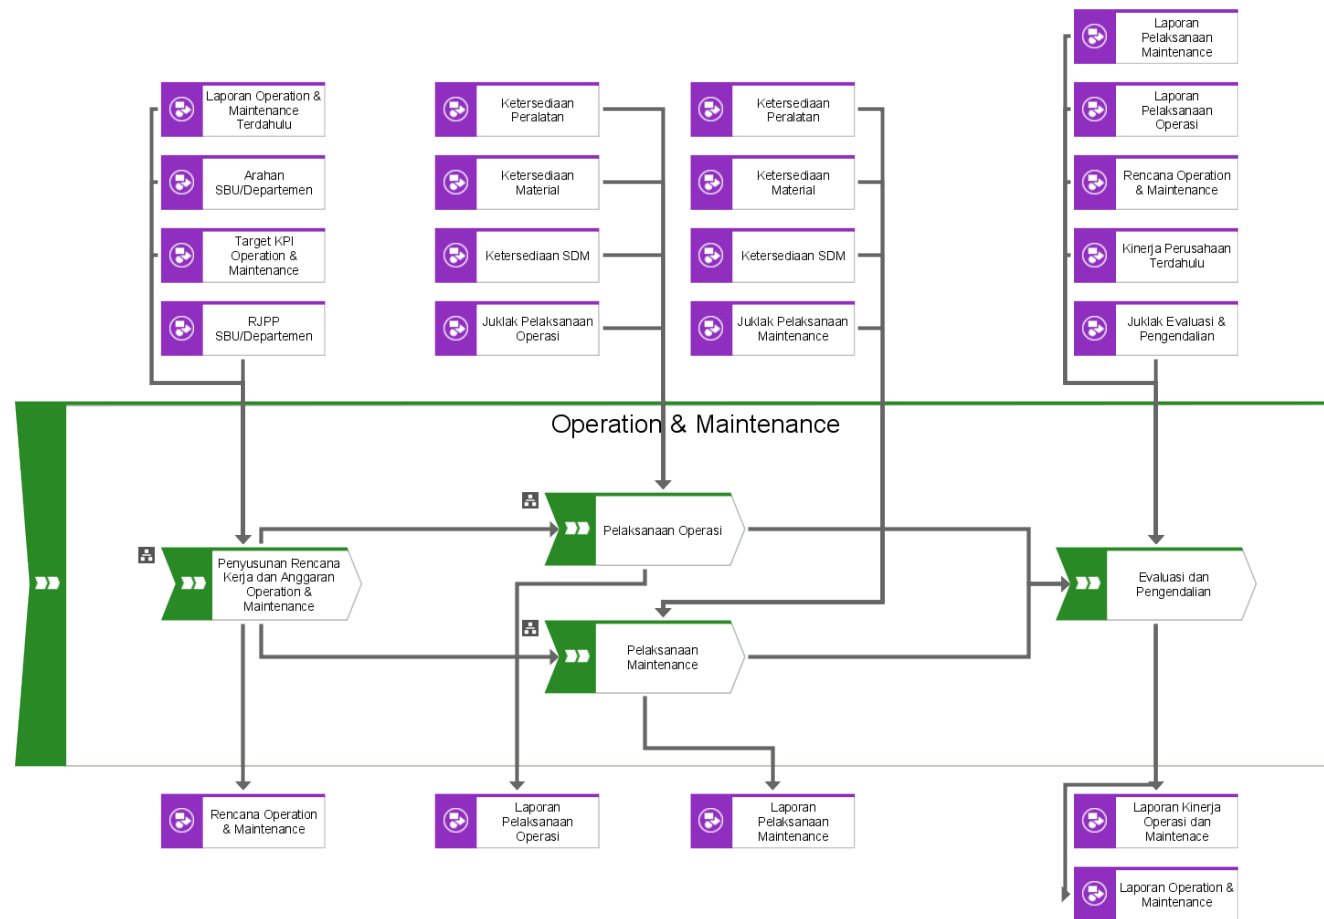 Laporan Operation &
Maintenance
Terdahulu
Arahan
SBU/Departemen
Target KPI
Operation &
Maintenance
RJPP
SBU/Departemen
Ketersediaan
Peralatan
Ketersediaan
Material
Ketersediaan SDM
Juklak Pelaksanaan
Operasi
Ketersediaan
Peralatan
Ketersediaan
Material
Ketersediaan SDM
Juklak Pelaksanaan
Maintenance
Laporan
Pelaksanaan
Maintenance
Laporan
Pelaksanaan
Operasi
Rencana Operation
& Maintenance
Kinerja Perusahaan
Terdahulu
Juklak Evaluasi &
Pengendalian
Operation & Maintenance
Penyusunan Rencana
Kerja dan Anggaran
Operation &
Maintenance
Pelaksanaan Operasi
Pelaksanaan
Maintenance
Evaluasi dan
Pengendalian
Rencana Operation
& Maintenance
Laporan
Pelaksanaan
Operasi
Laporan
Pelaksanaan
Maintenance
Laporan Kinerja
Operasi dan
Maintenace
Laporan Operation &
Maintenance